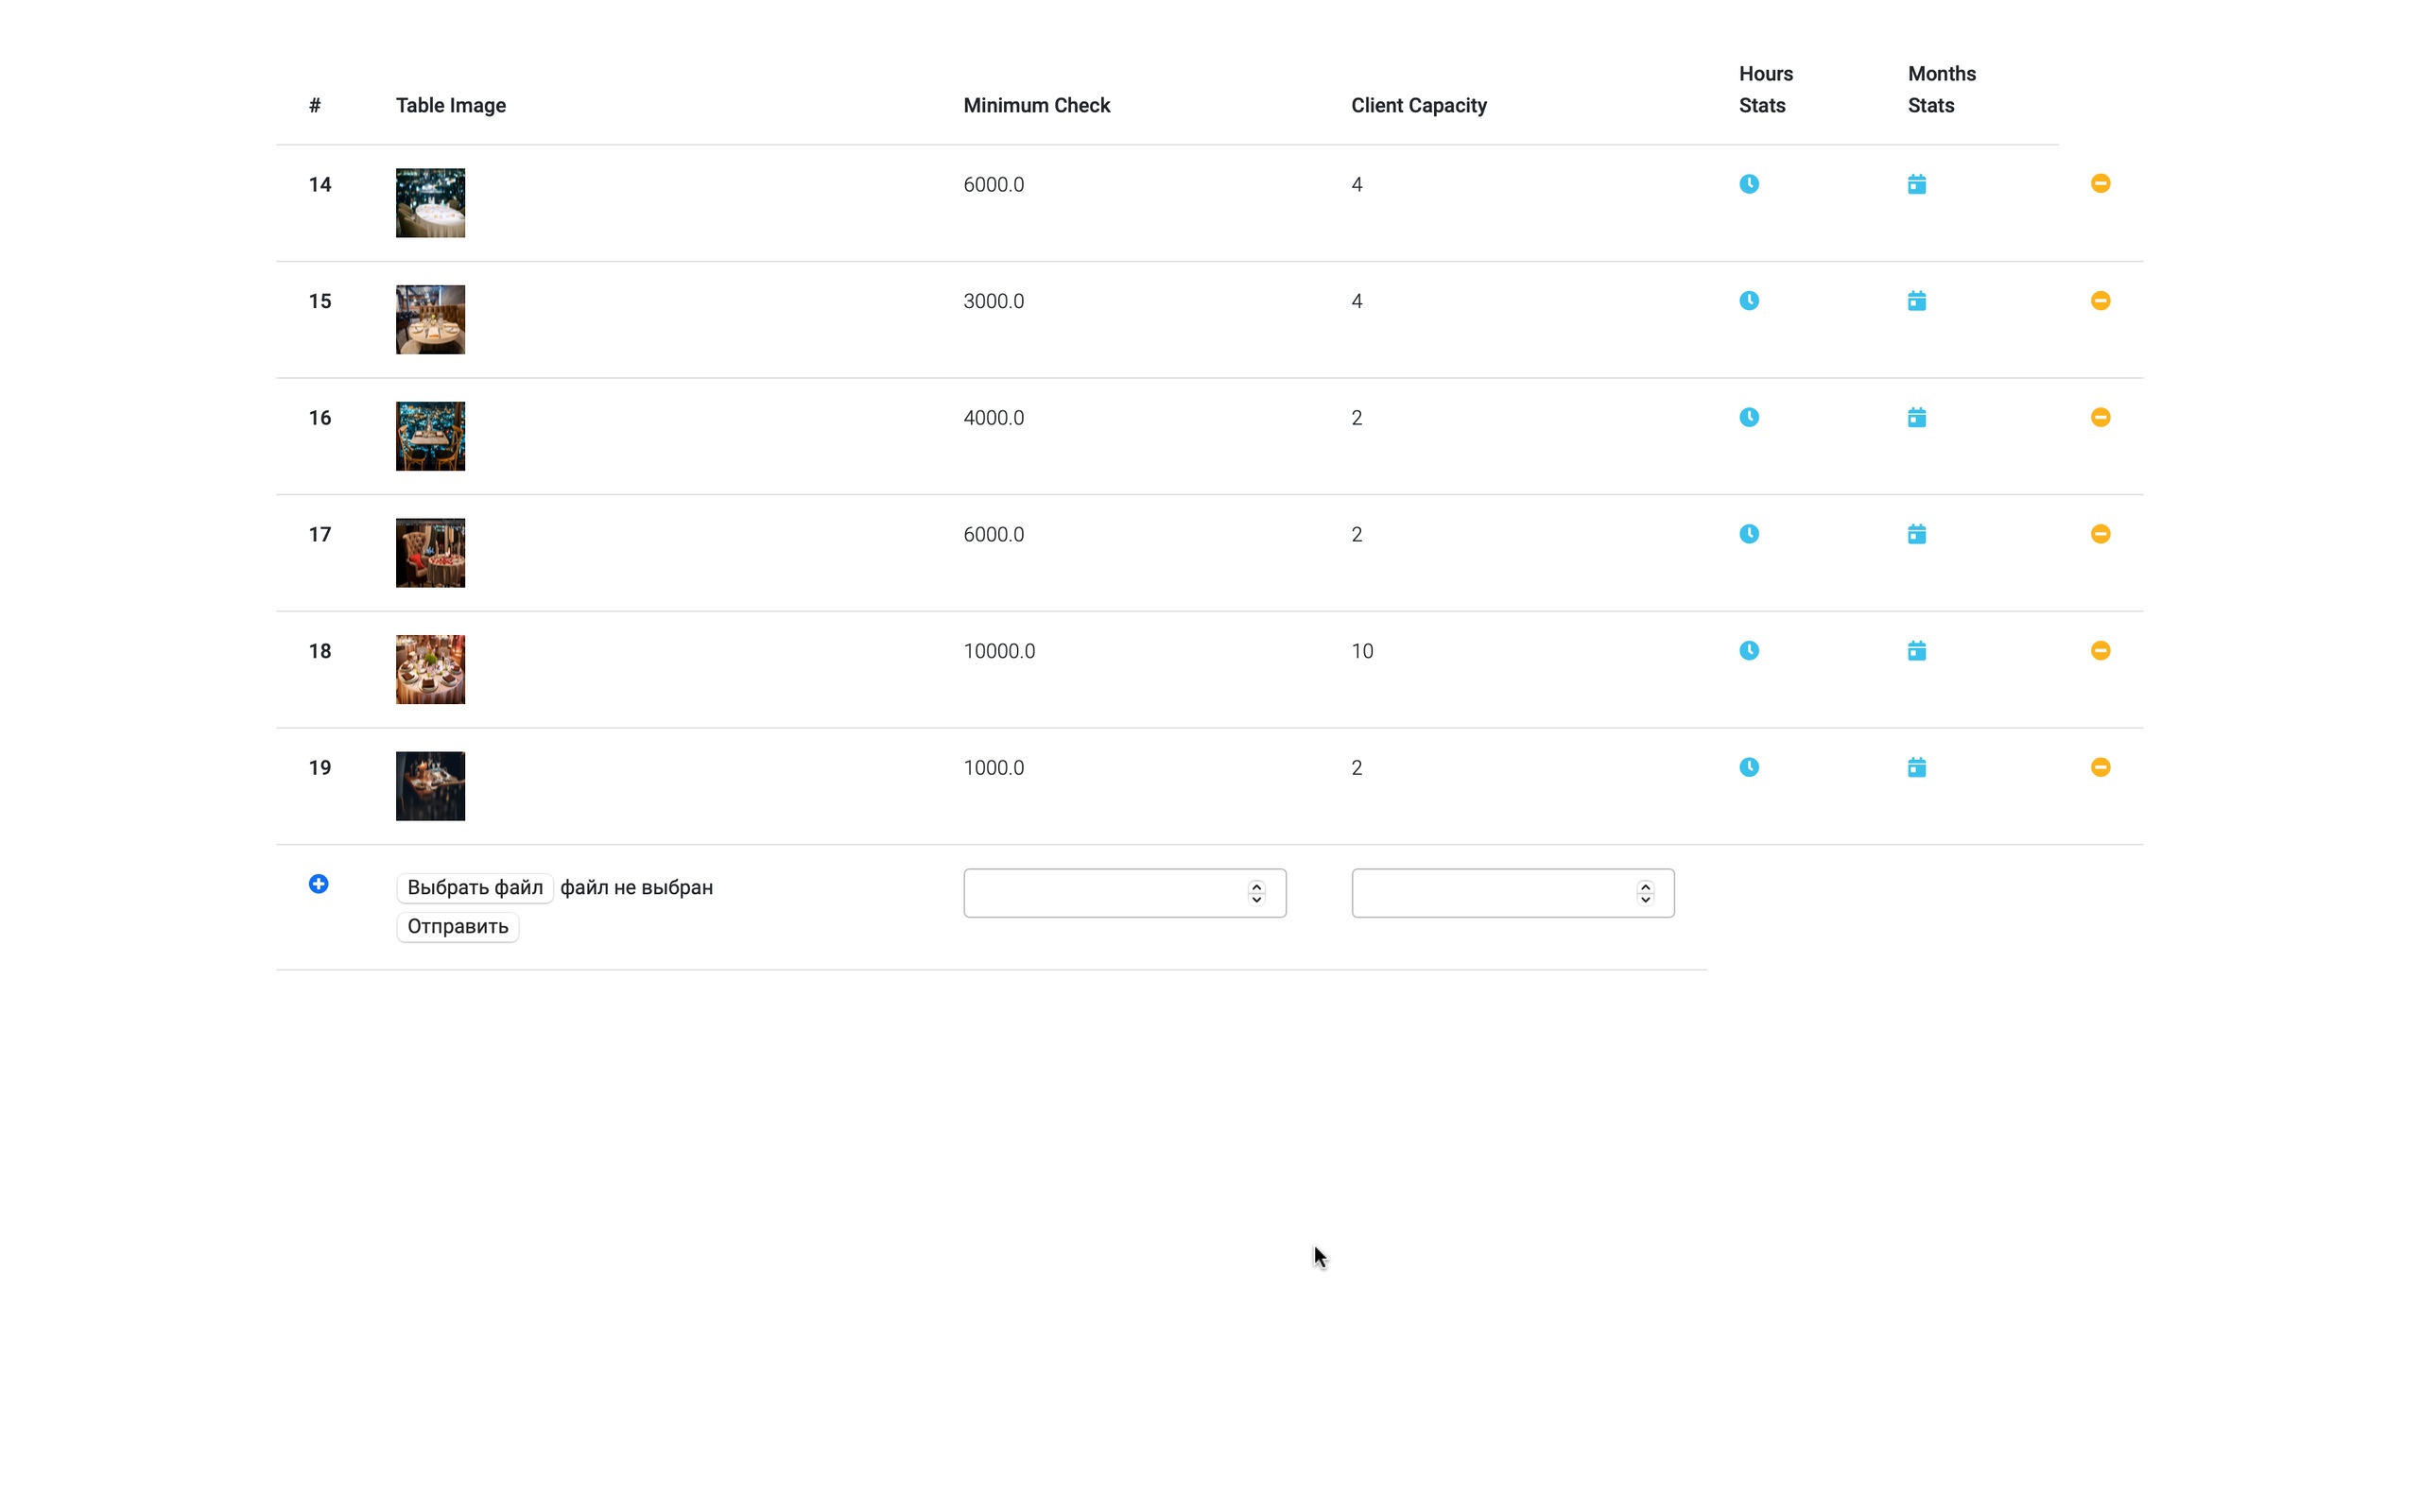 # Table Image Minimum Check Client Capacity Hours Stats Months Stats
14 6000.0 4
15 3000.0 4
16 4000.0 2
17 6000.0 2
18 10000.0 10
19 1000.0 2
Выбрать файл файл не выбран
Отправить